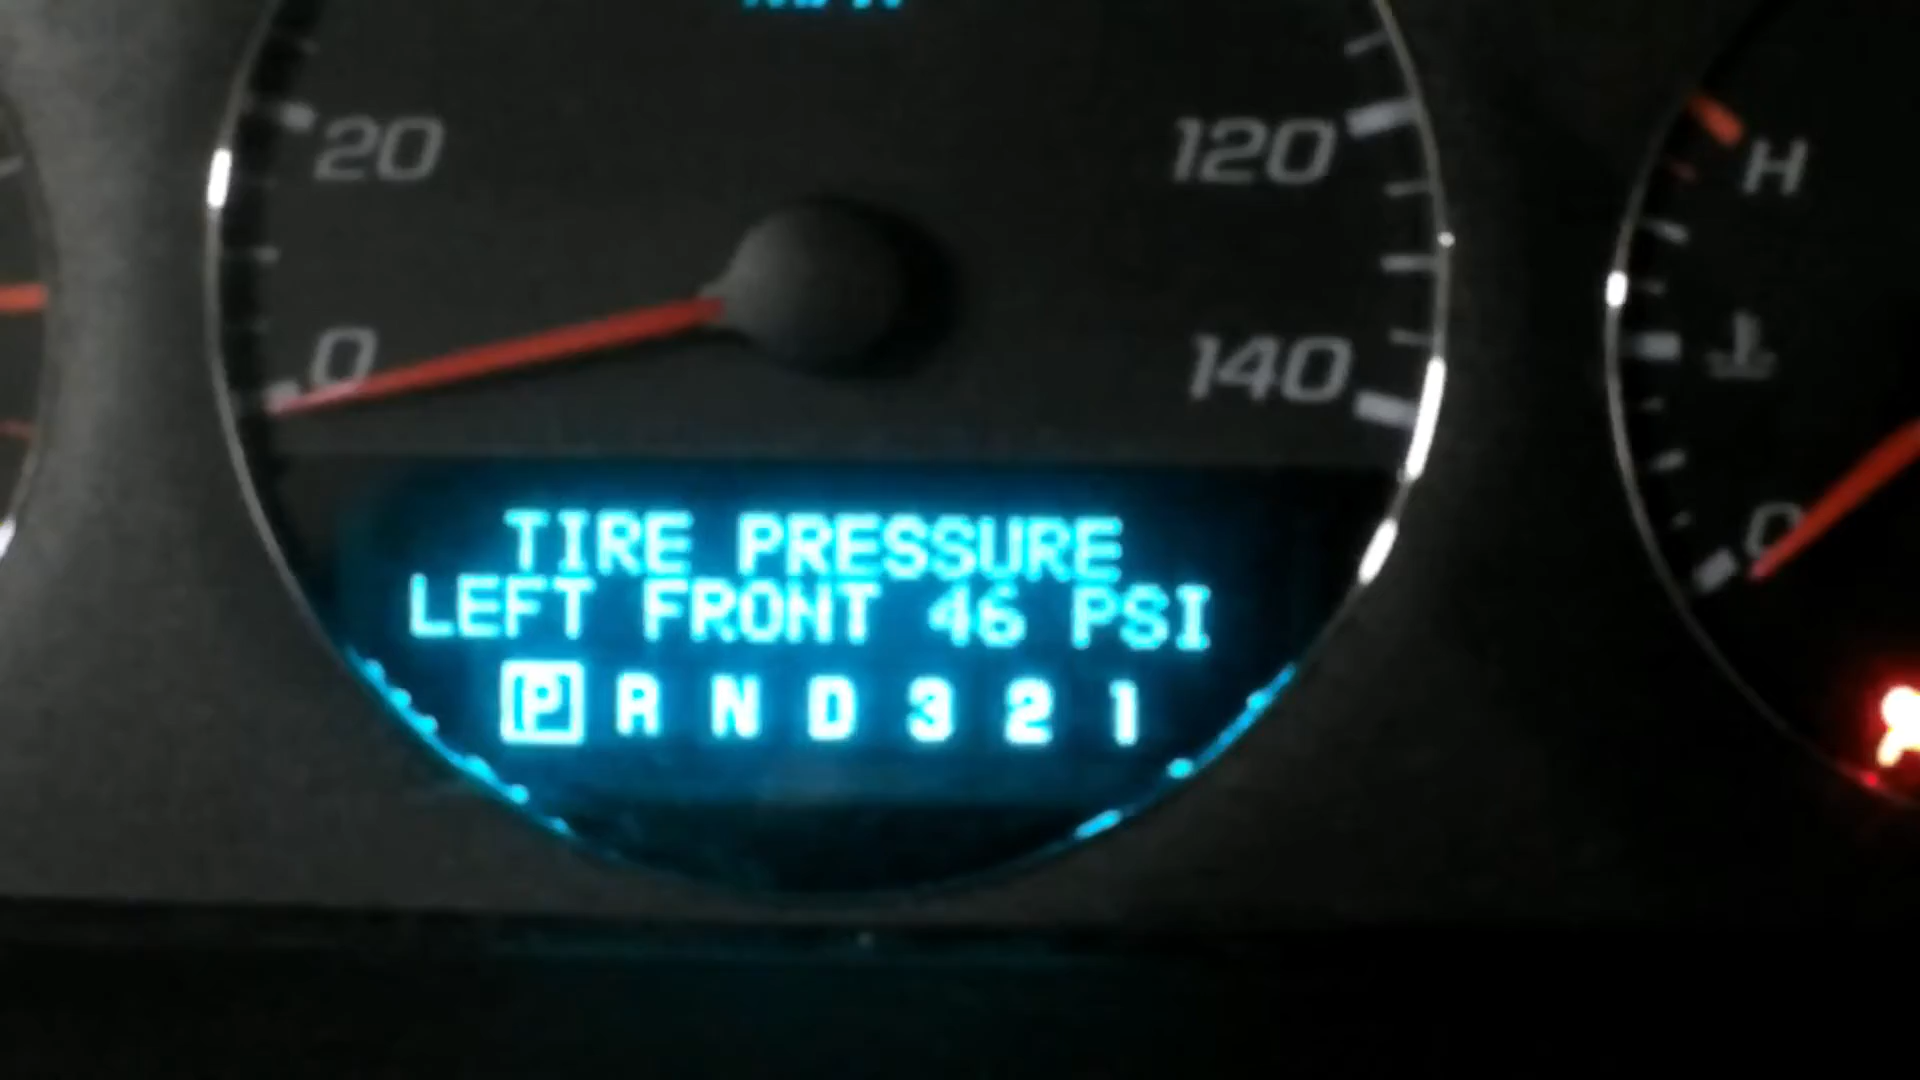 20
120
H
0
140
0
TIRE PRESSURE
LEFT FRONT 46 PSI
P R N D 3 2 1